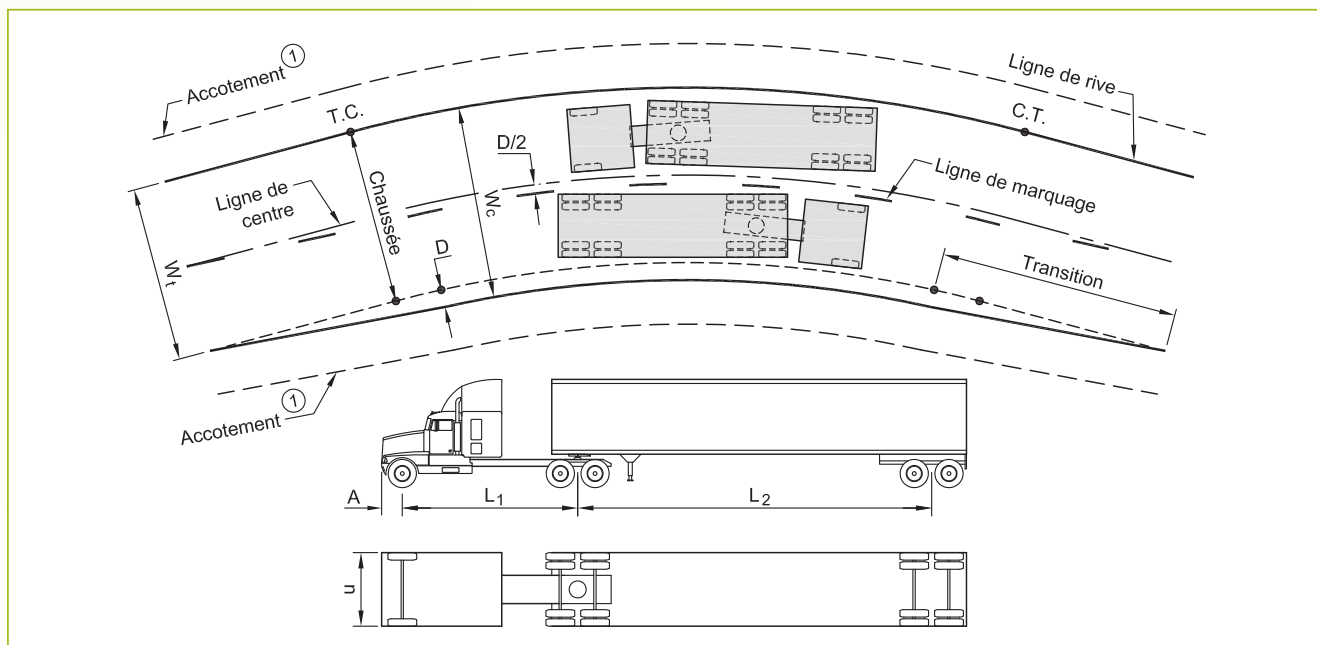 Accotement 1
T.C.
Ligne de rive
C.T.
D/2
Ligne de marquage
Ligne de
centre
Chaussée
Wc
Wt
D
Transition
Accotement 1
A
L1
L2
u